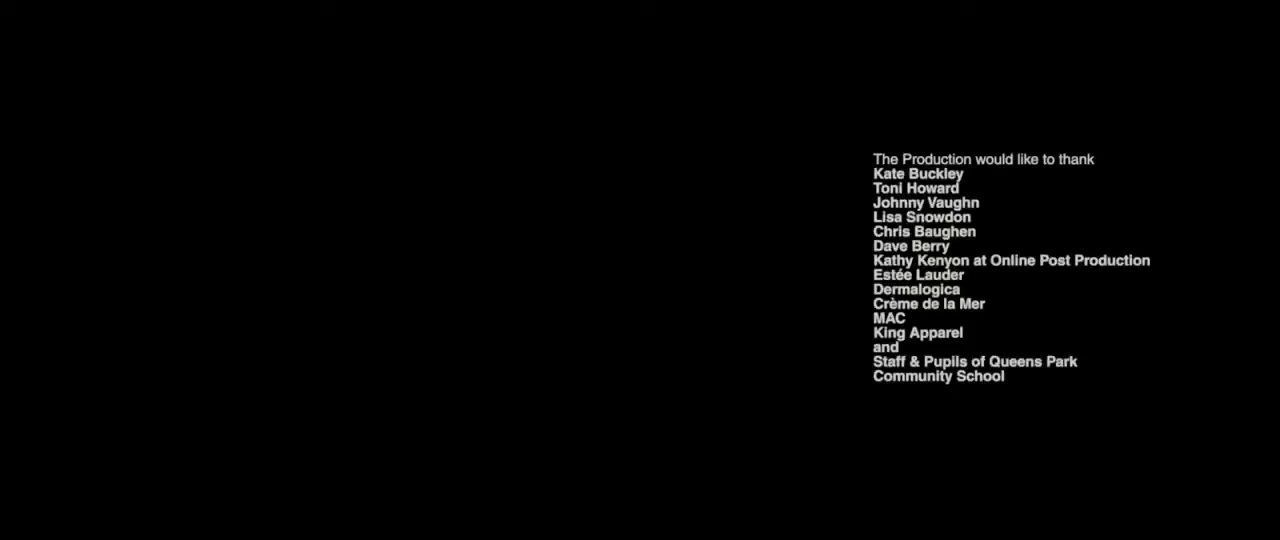 The Production would like to thank
Kate Buckley
Toni Howard
Johnny Vaughn
Lisa Snowdon
Chris Baughen
Dave Berry
Kathy Kenyon at Online Post Production
Estée Lauder
Dermalogica
Crème de la Mer
MAC
King Apparel
and
Staff & Pupils of Queens Park
Community School